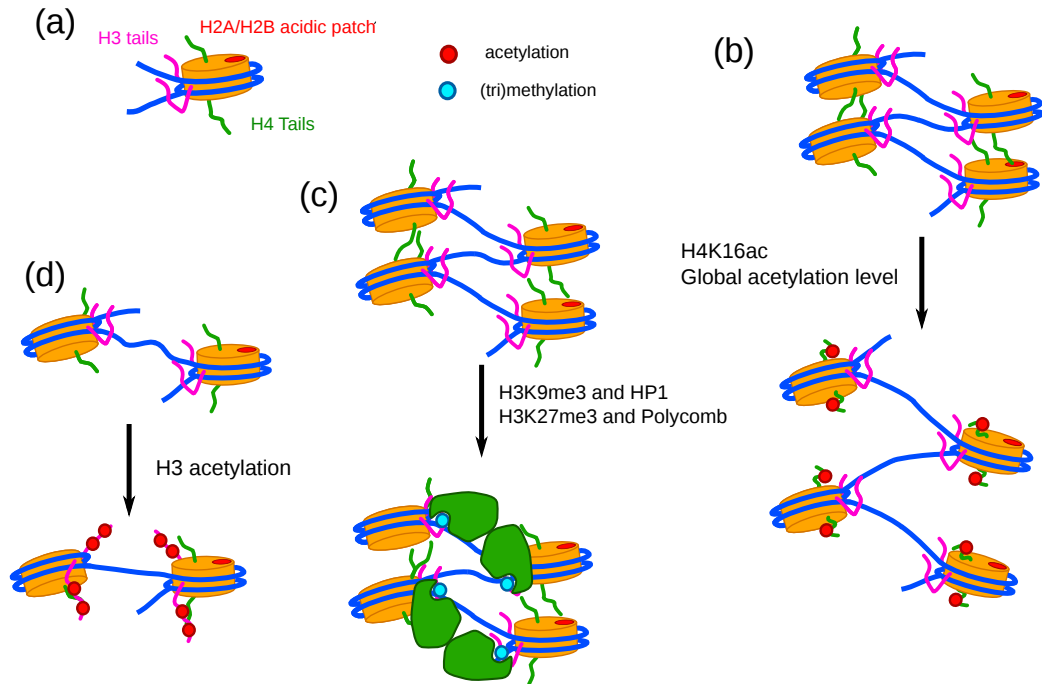 (a)
H3 tails
H2A/H2B acidic patch
H4 Tails
acetylation
(tri)methylation
(b)
H4K16ac
Global acetylation level
(c)
H3K9me3 and HP1
H3K27me3 and Polycomb
(d)
H3 acetylation